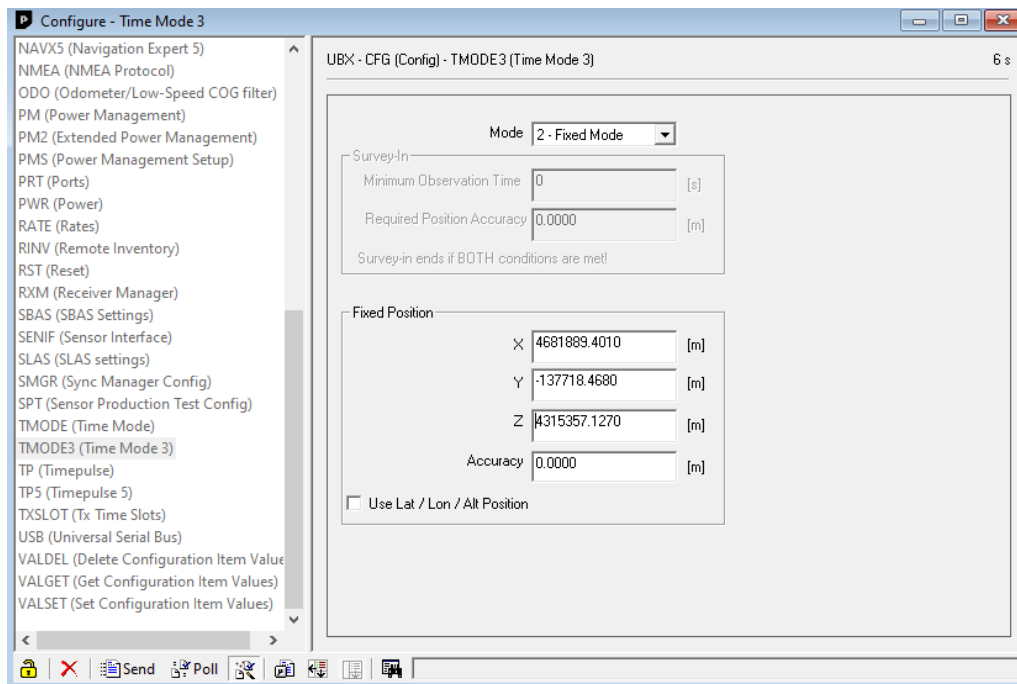 Configure - Time Mode 3
NAVX5 (Navigation Expert 5)
NMEA (NMEA Protocol)
ODO (Odometer/Low-Speed COG filter)
PM (Power Management)
PM2 (Extended Power Management)
PMS (Power Management Setup)
PRT (Ports)
PWR (Power)
RATE (Rates)
RINV (Remote Inventory)
RST (Reset)
RXM (Receiver Manager)
SBAS (SBAS Settings)
SENIF (Sensor Interface)
SLAS (SLAS settings)
SMGR (Sync Manager Config)
SPT (Sensor Production Test Config)
TMODE (Time Mode)
TMODE3 (Time Mode 3)
TP (Timepulse)
TP5 (Timepulse 5)
TXSLOT (Tx Time Slots)
USB (Universal Serial Bus)
VALDEL (Delete Configuration Item Value
VALGET (Get Configuration Item Values)
VALSET (Set Configuration Item Values)
UBX - CFG (Config) - TMODE3 (Time Mode 3) 6 s
Mode 2 - Fixed Mode
Survey-In
Minimum Observation Time 0 [s]
Required Position Accuracy 0.0000 [m]
Survey-in ends if BOTH conditions are met!
Fixed Position
X 4681889.4010 [m]
Y -137718.4680 [m]
Z 4315357.1270 [m]
Accuracy 0.0000 [m]
Use Lat / Lon / Alt Position
Send Poll